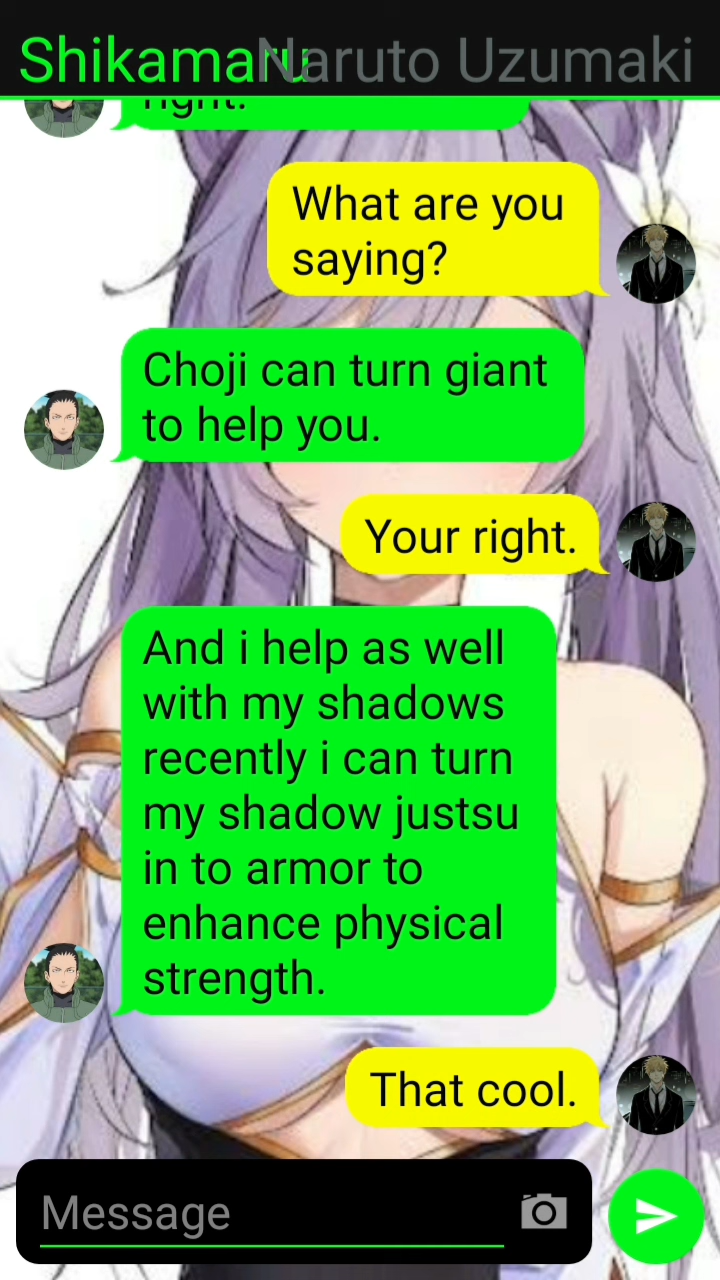 Shikamaru Naruto Uzumaki
right.
What are you
saying?
Choji can turn giant
to help you.
Your right.
And i help as well
with my shadows
recently i can turn
my shadow justsu
in to armor to
enhance physical
strength.
That cool.
Message